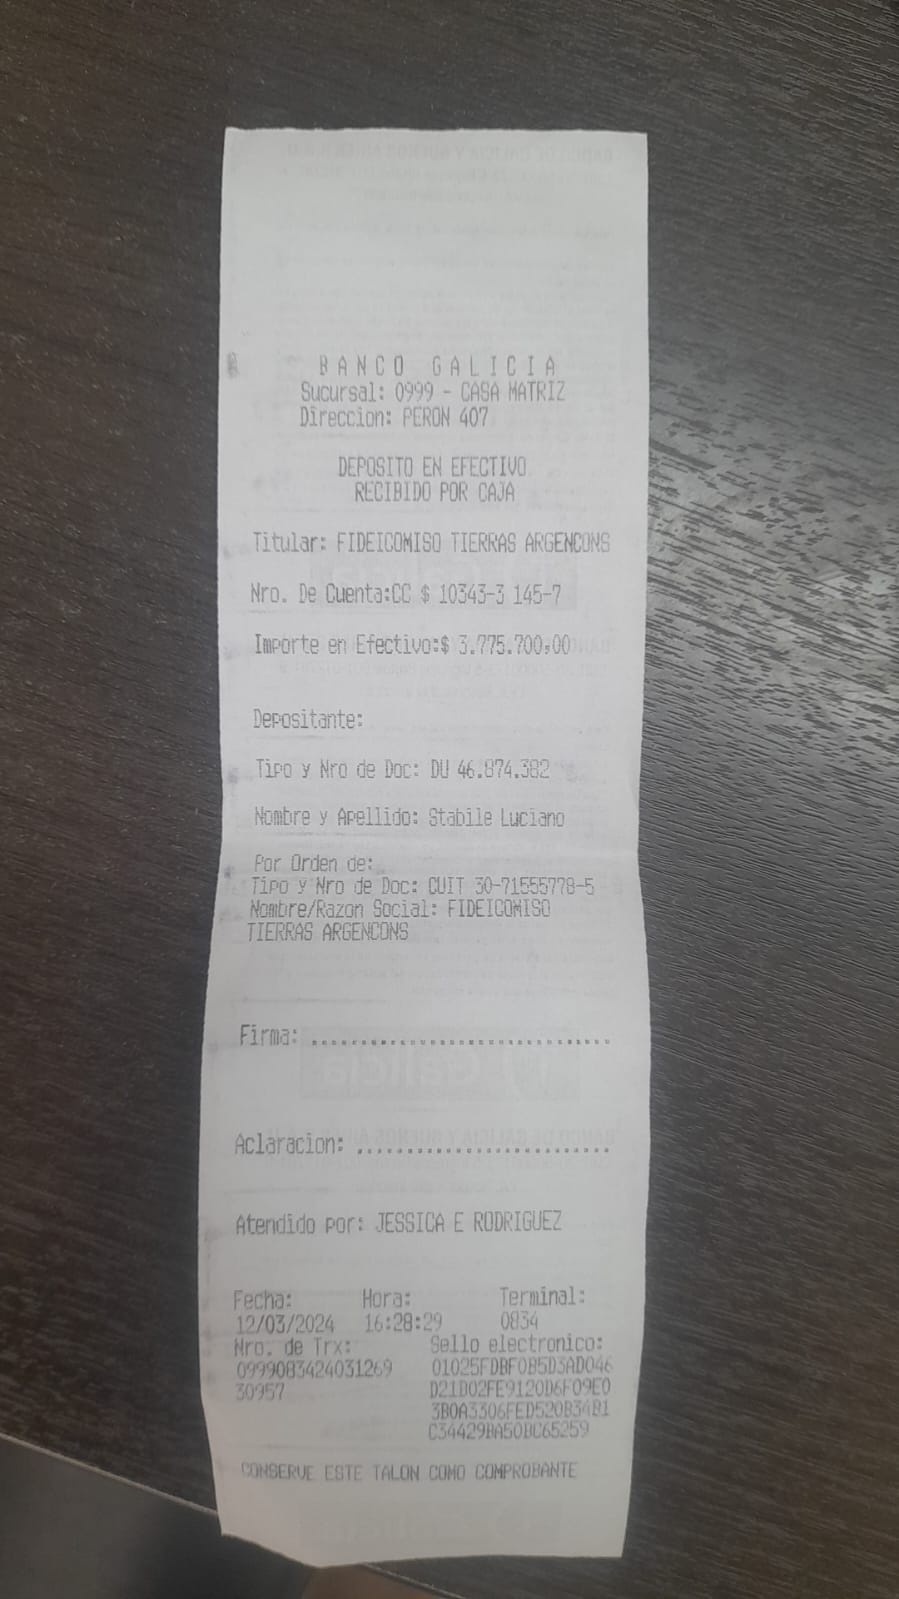 BANCO GALICIA
Sucursal: 0999 - CASA MATRIZ
Direccion: PERON 407
DEPOSITO EN EFECTIVO
RECIBIDO POR CAJA
Titular: FIDEICOMISO TIERRAS ARGENCONS
Nro. De Cuenta:CC $ 10343-3 145-7
Importe en Efectivo:$ 3.775.700,00
Depositante:
Tipo y Nro de Doc: DU 46.874.382
Nombre y Apellido: Stabile Luciano
Por Orden de:
Tipo y Nro de Doc: CUIT 30-71555778-5
Nombre/Razon Social: FIDEICOMISO
TIERRAS ARGENCONS
Firma: ................................
Aclaracion: ...........................
Atendido por: JESSICA E RODRIGUEZ
Fecha: Hora: Terminal:
12/03/2024 16:28:29 0834
Nro. de Trx: Sello electronico:
0999083424031269 01025FDBF0B5D3AD046
30957 D21D02FE9120D6F09E0
3B0A3306FED520B34B1
C34429BA50BC65259
CONSERVE ESTE TALON COMO COMPROBANTE